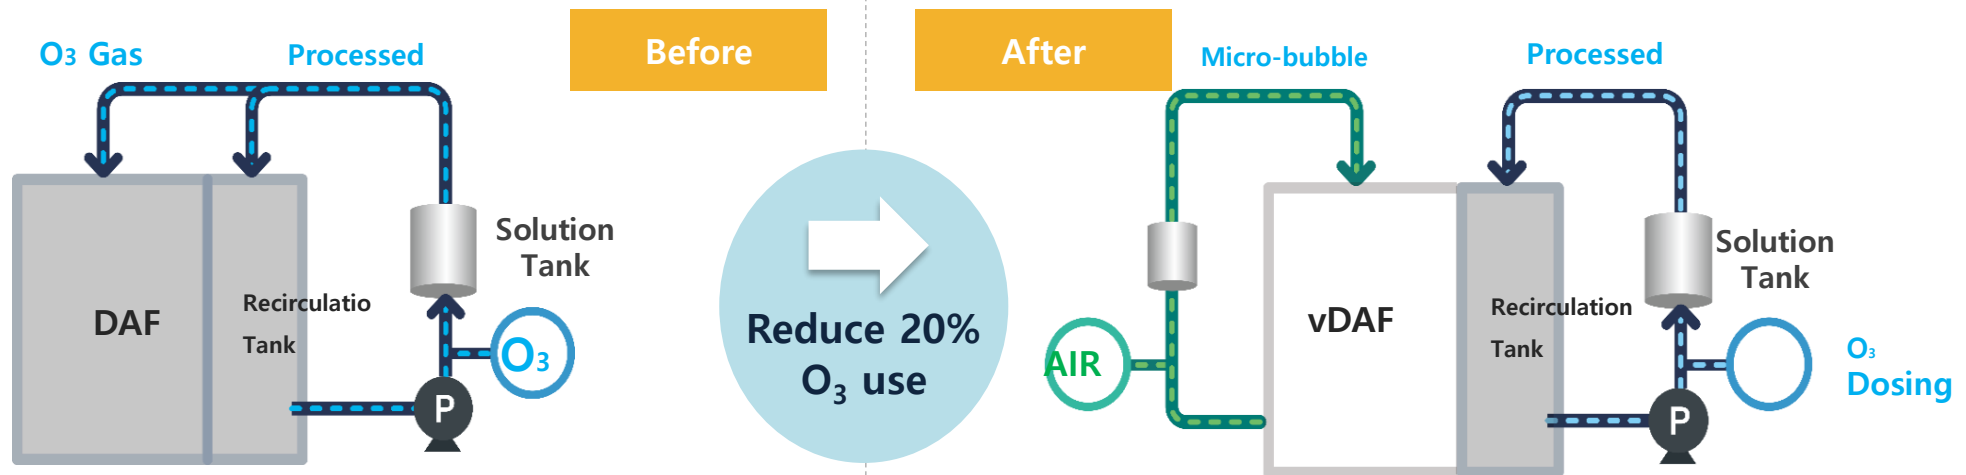 Before
After
O3 Gas
Processed
DAF
Recirculatio
Tank
Solution
Tank
O3
P
Reduce 20%
O3 use
Micro-bubble
Processed
AIR
vDAF
Recirculation
Tank
Solution
Tank
P
O3
Dosing